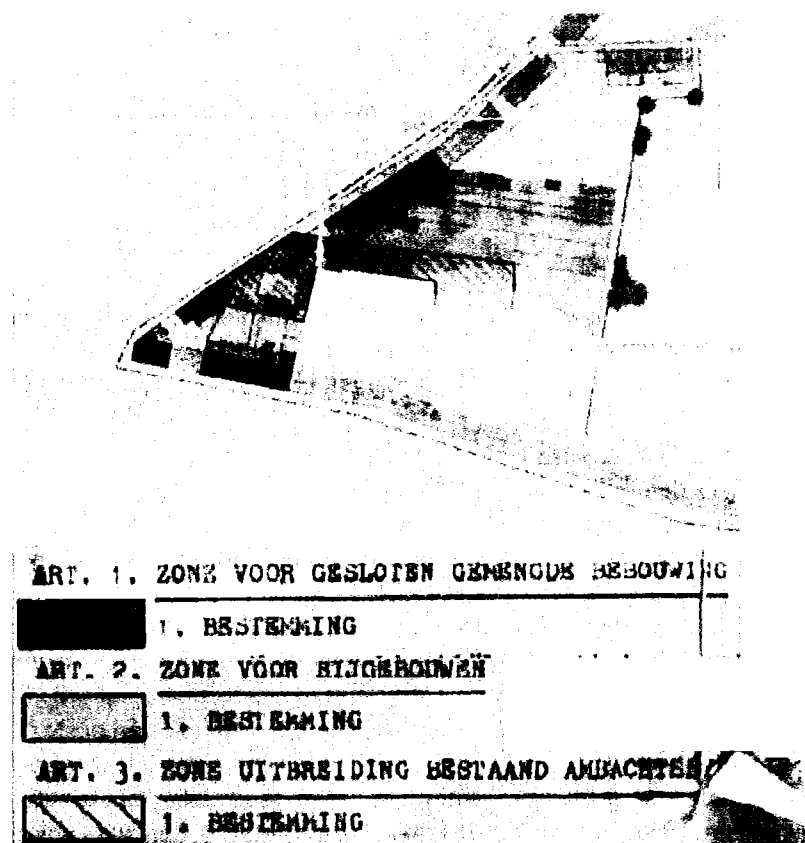 ART. 1. ZONE VOOR GESLOTEN GEMENGDE BEBOUWING
1. BESTEMMING
ART. 2. ZONE VOOR BIJGEBOUWEN
1. BESTEMMING
ART. 3. ZONE UITBREIDING BESTAAND
1. BESTEMMING